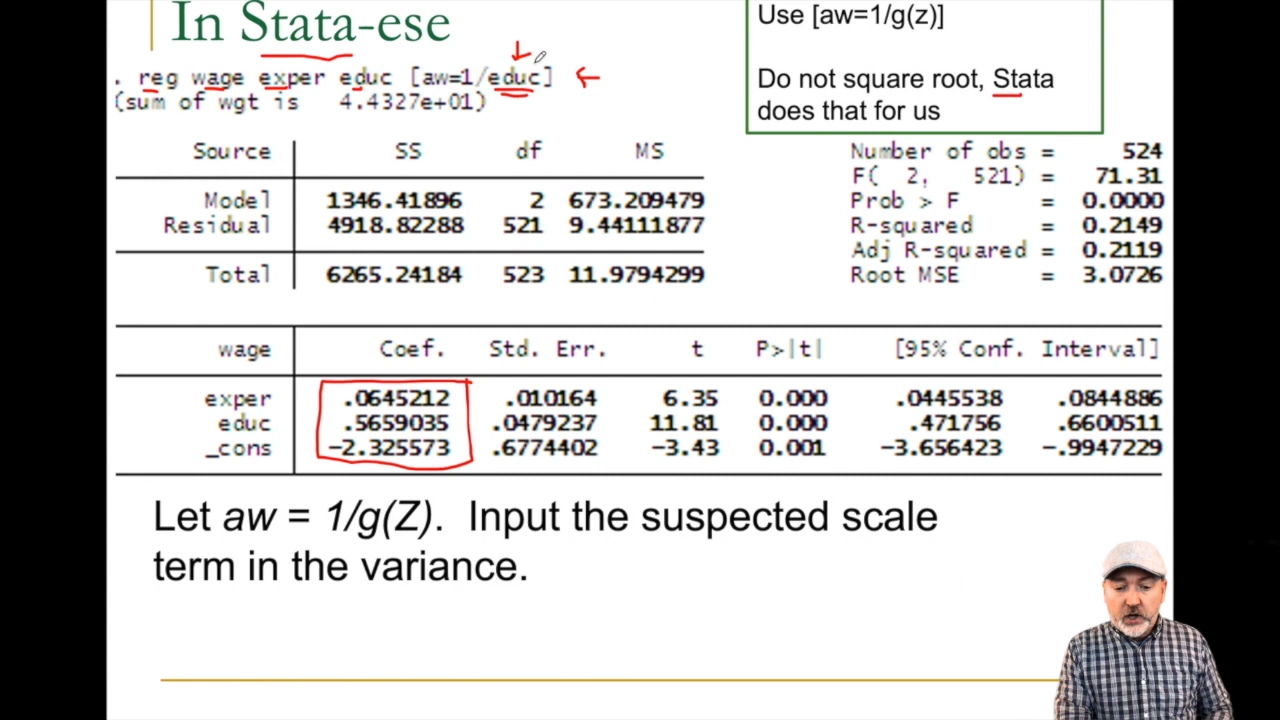 In Stata-ese
Use [aw=1/g(z)]
Do not square root, Stata
does that for us
. reg wage exper educ [aw=1/educ]
(sum of wgt is 4.4327e+01)
Source SS df MS Number of obs = 524
F( 2, 521) = 71.31
Model 1346.41896 2 673.209479 Prob > F = 0.0000
Residual 4918.82288 521 9.44111877 R-squared = 0.2149
Adj R-squared = 0.2119
Total 6265.24184 523 11.9794299 Root MSE = 3.0726
wage Coef. Std. Err. t P>|t| [95% Conf. Interval]
exper .0645212 .010164 6.35 0.000 .0445538 .0844886
educ .5659035 .0479237 11.81 0.000 .471756 .6600511
_cons -2.325573 .6774402 -3.43 0.001 -3.656423 -.9947229
Let aw = 1/g(Z). Input the suspected scale
term in the variance.